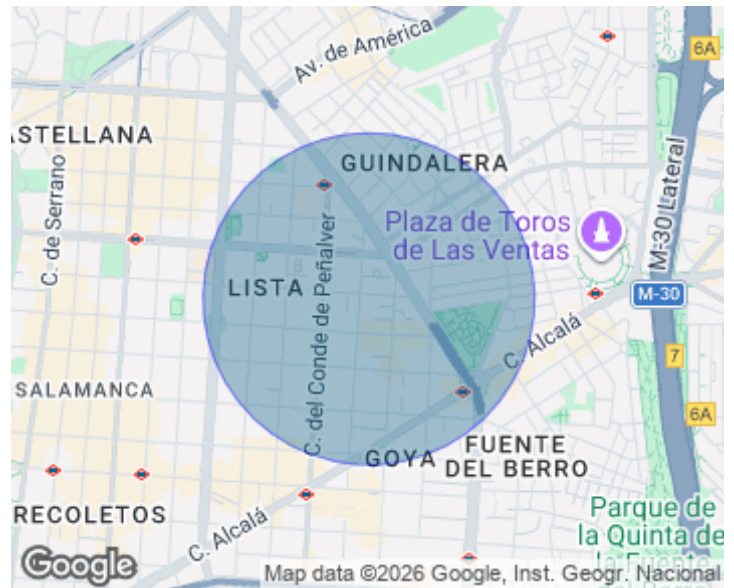 Av. de América
6A
ASTELLANA
GUINDALERA
C. de Serrano
Plaza de Toros
de Las Ventas
M-30 Lateral
LISTA
C. del Conde de Peñalver
M-30
C. Alcalá
7
SALAMANCA
6A
GOYA
FUENTE
DEL BERRO
RECOLETOS
C. Alcalá
Parque de
la Quinta de
la Fuente
Google
Map data ©2026 Google, Inst. Geogr. Nacional